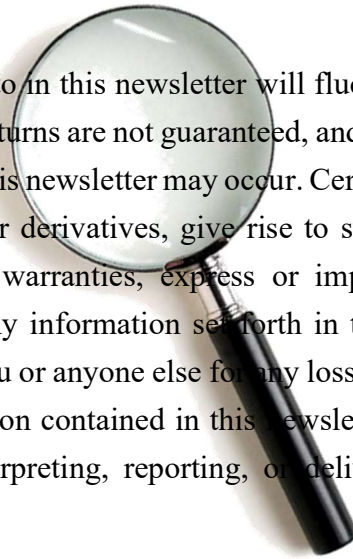 to in this newsletter will flu
turns are not guaranteed, and
is newsletter may occur. Cer
r derivatives, give rise to s
warranties, express or imp
y information set forth in t
u or anyone else for any loss
on contained in this newsle
rpreting, reporting, or deli